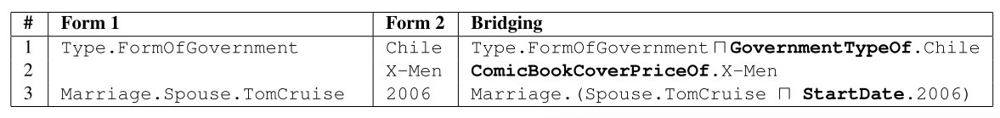 # Form 1 Form 2 Bridging
1 Type.FormOfGovernment Chile Type.FormOfGovernment⊓GovernmentTypeOf.Chile
2 X-Men ComicBookCoverPriceOf.X-Men
3 Marriage.Spouse.TomCruise 2006 Marriage.(Spouse.TomCruise ⊓ StartDate.2006)